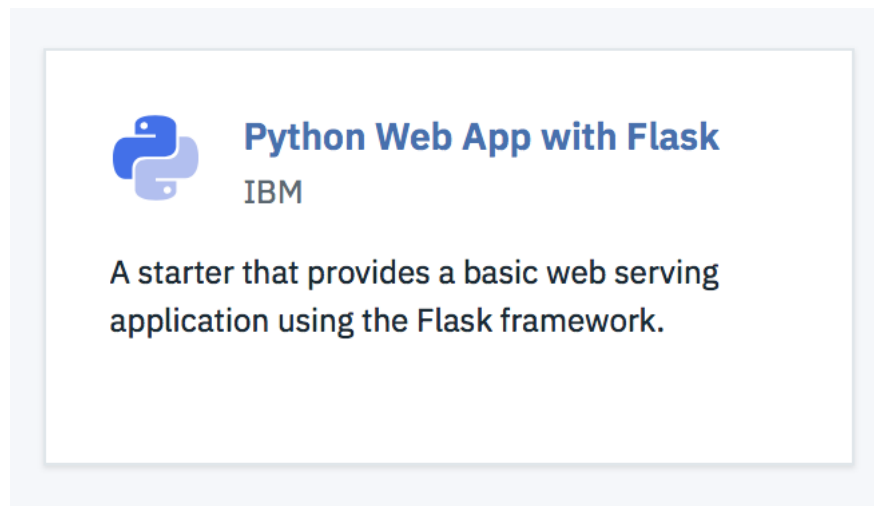 Python Web App with Flask
IBM
A starter that provides a basic web serving
application using the Flask framework.